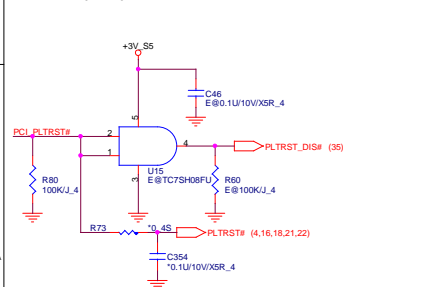 +3V_S5
C46
E@0.1U/10V/X5R_4
5
PCI_PLTRST#
2
1
4
PLTRST_DIS# (35)
U15
E@TC7SH08FU
3
R80
100K/J_4
R60
E@100K/J_4
R73
*0_4S
PLTRST# (4,16,18,21,22)
C354
*0.1U/10V/X5R_4